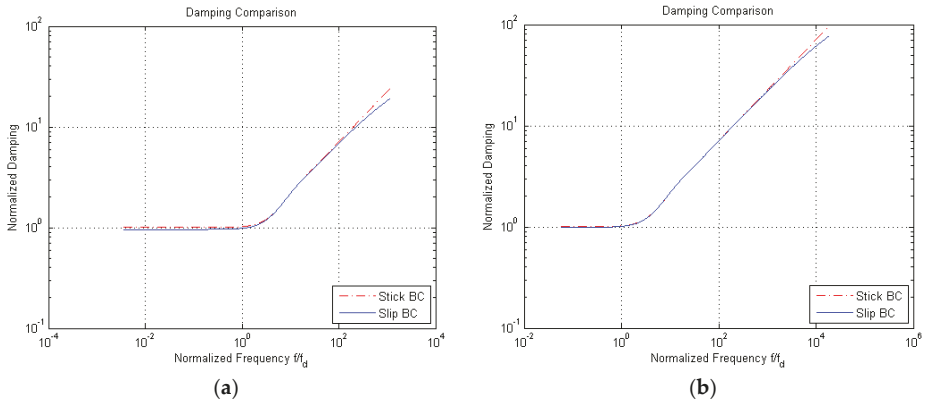 Damping Comparison
10^2
10^1
10^0
10^-1
Normalized Damping
Stick BC
Slip BC
10^-4
10^-2
10^0
10^2
10^4
Normalized Frequency f/f_d
(a)
Damping Comparison
10^2
10^1
10^0
10^-1
Normalized Damping
Stick BC
Slip BC
10^-2
10^0
10^2
10^4
10^6
Normalized Frequency f/f_d
(b)